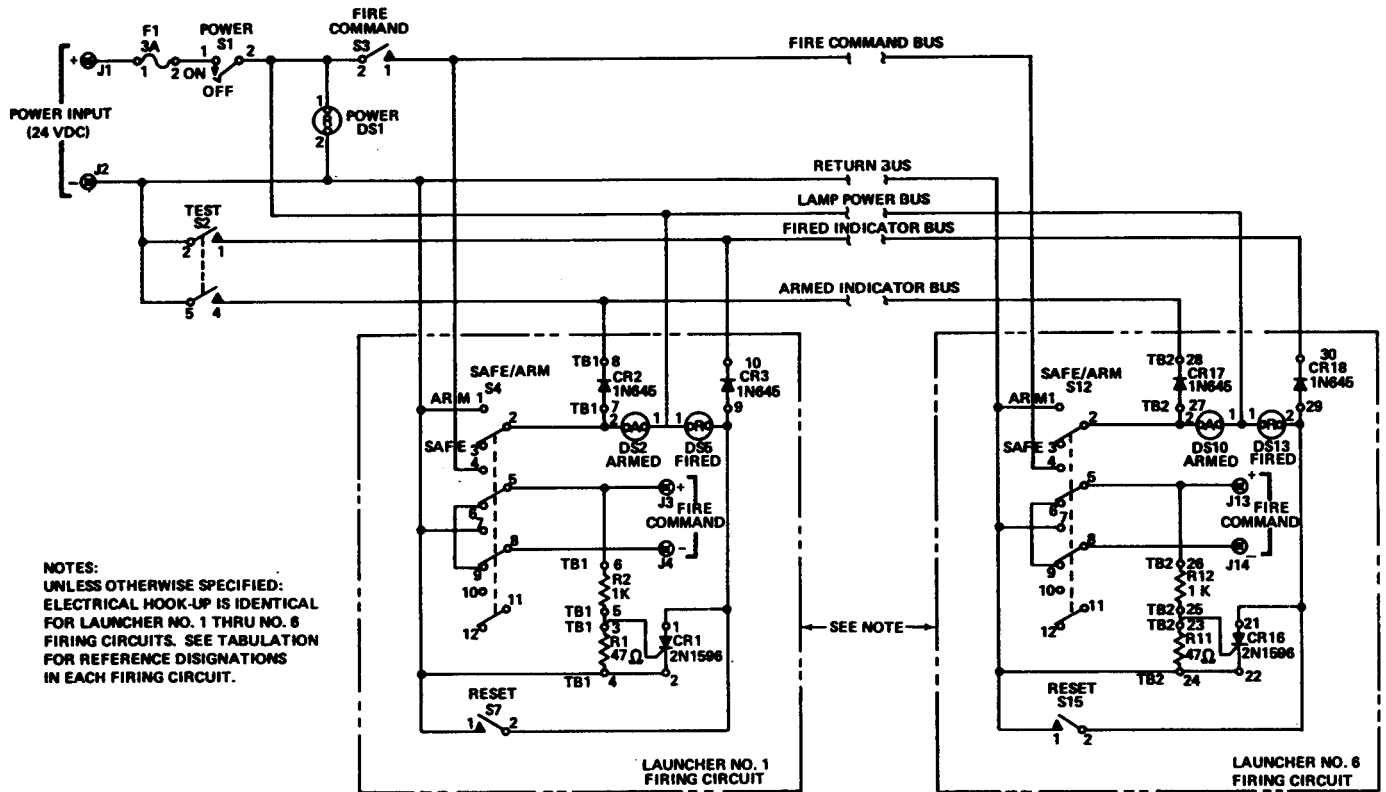 FIRE
COMMAND
S3
2 1
F1
3A
1 2
POWER
S1
1 2
ON
OFF
+ J1
POWER INPUT
(24 VDC)
- J2
1
POWER
DS1
2
FIRE COMMAND BUS
RETURN 3US
LAMP POWER BUS
FIRED INDICATOR BUS
ARMED INDICATOR BUS
TEST
S2
2 1
5 4
SAFE/ARM
S4
ARM 1
2
SAFE 3
4
5
6
7
8
9
10
11
12
TB1 8
CR2
1N645
TB1 7
10
CR3
1N645
9
2 A 1
DS2
ARMED
1 R
DS5
FIRED
J3 +
FIRE
COMMAND
J4 -
TB1 6
R2
1K
TB1 5
TB1 3
R1
47 Ω
TB1 4
1
CR1
2N1596
2
RESET
S7
1 2
LAUNCHER NO. 1
FIRING CIRCUIT
SEE NOTE
SAFE/ARM
S12
ARM1
2
SAFE 3
4
5
6
7
8
9
10
11
12
TB2 28
CR17
1N645
TB2 27
30
CR18
1N645
29
2 A 1
DS10
ARMED
1 R 2
DS13
FIRED
+
J13
FIRE
COMMAND
J14 -
TB2 26
R12
1 K
TB2 25
TB2 23
R11
47Ω
TB2 24
21
CR16
2N1596
22
RESET
S15
1 2
LAUNCHER NO. 6
FIRING CIRCUIT
NOTES:
UNLESS OTHERWISE SPECIFIED:
ELECTRICAL HOOK-UP IS IDENTICAL
FOR LAUNCHER NO. 1 THRU NO. 6
FIRING CIRCUITS. SEE TABULATION
FOR REFERENCE DISIGNATIONS
IN EACH FIRING CIRCUIT.